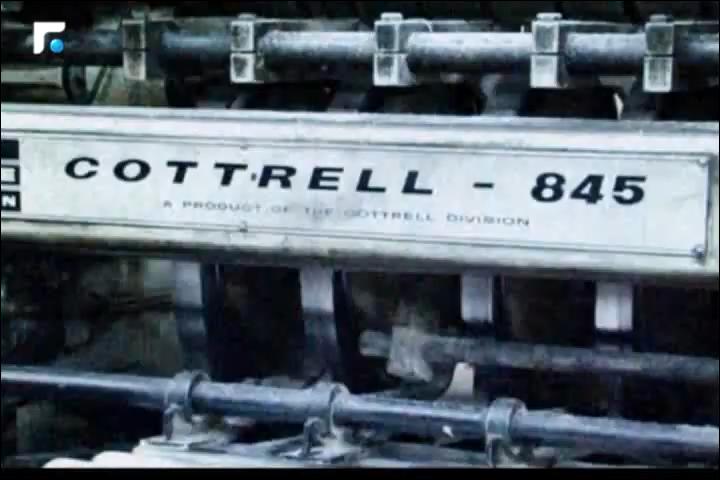 COTTRELL - 845
A PRODUCT OF THE COTTRELL DIVISION
N